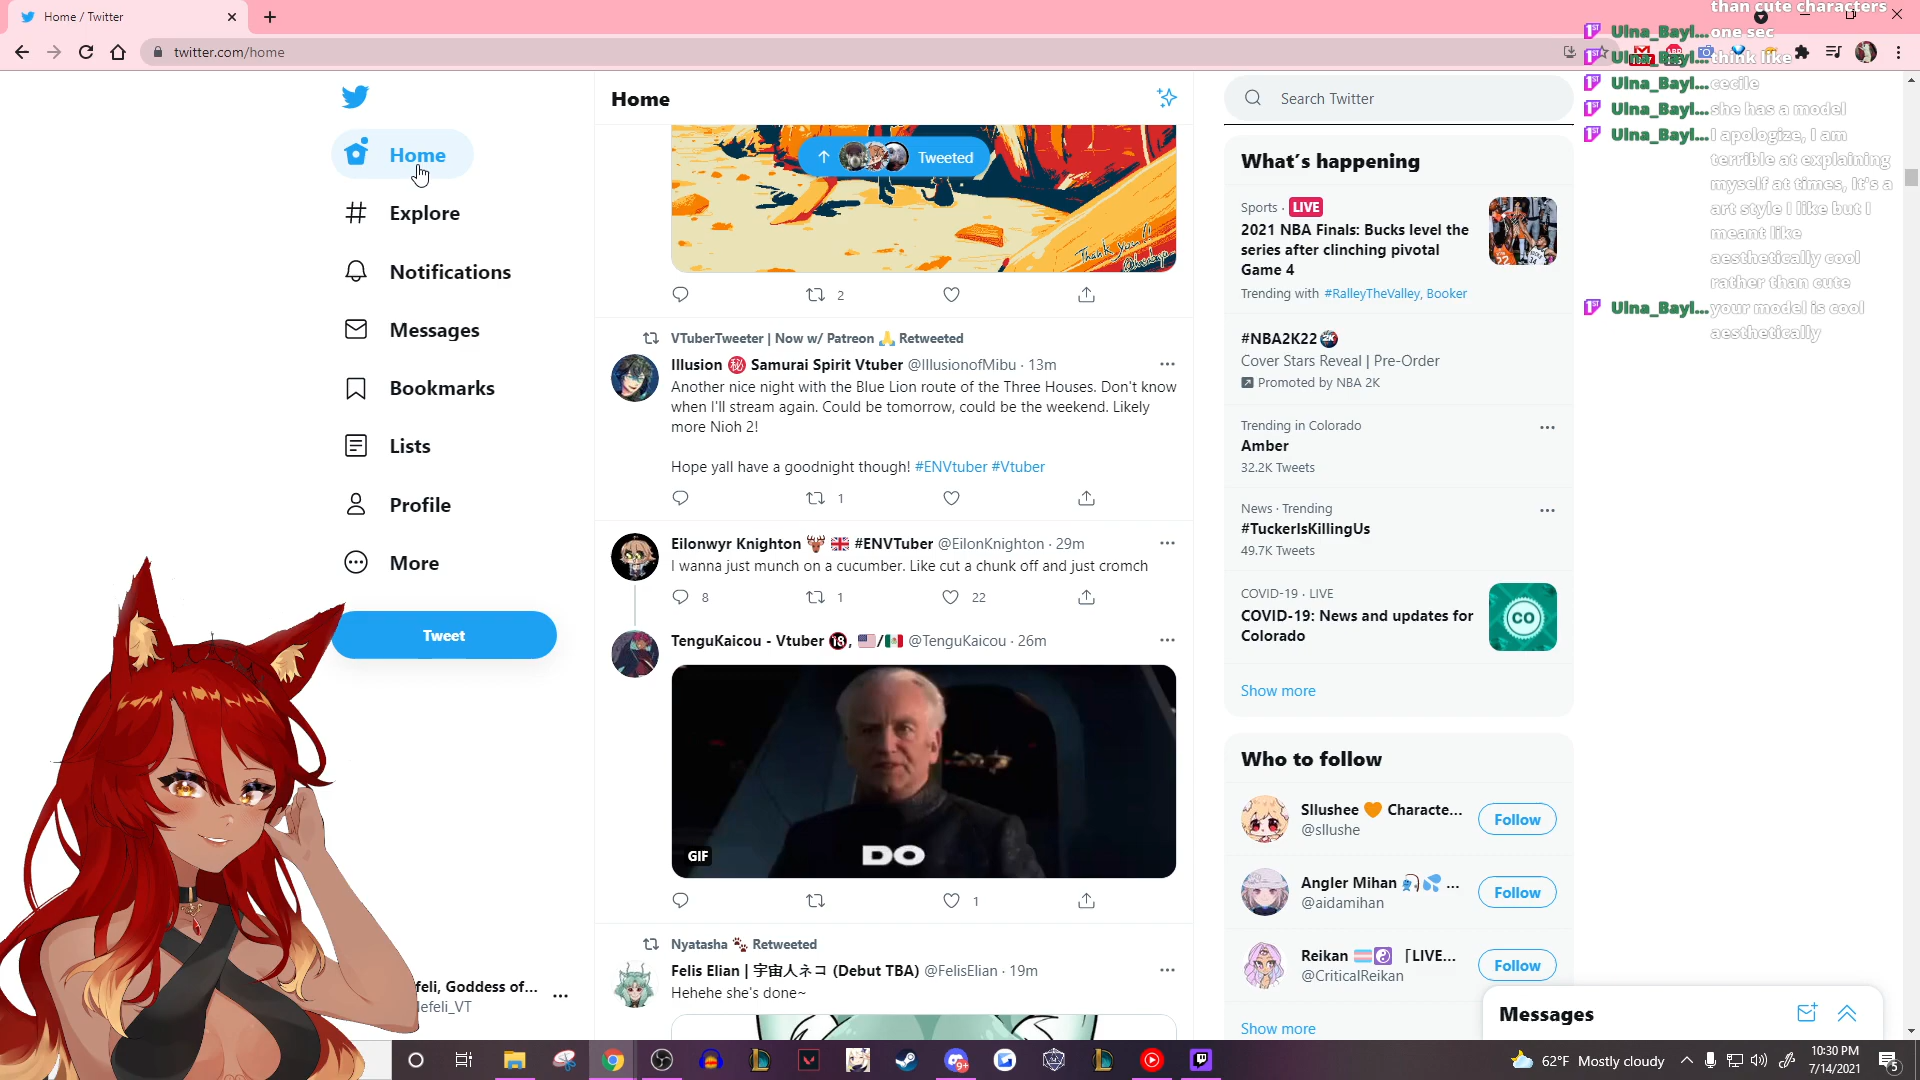 Home / Twitter
twitter.com/home
Home
Explore
Notifications
Messages
Bookmarks
Lists
Profile
More
Tweet
feli, Goddess of...
lefeli_VT
Home
Tweeted
Thank you!!
2
VTuberTweeter | Now w/ Patreon 🙏 Retweeted
Illusion ㊙ Samurai Spirit Vtuber @IllusionofMibu · 13m
Another nice night with the Blue Lion route of the Three Houses. Don't know
when I'll stream again. Could be tomorrow, could be the weekend. Likely
more Nioh 2!
Hope yall have a goodnight though! #ENVtuber #Vtuber
1
Eilonwyr Knighton 🇬🇧 #ENVTuber @EilonKnighton · 29m
I wanna just munch on a cucumber. Like cut a chunk off and just cromch
8 1 22
TenguKaicou - Vtuber 🔞, 🇺🇸/🇲🇽 @TenguKaicou · 26m
DO
GIF
1
Nyatasha 🐾 Retweeted
Felis Elian | 宇宙人ネコ (Debut TBA) @FelisElian · 19m
Hehehe she's done~
Search Twitter
What's happening
Sports · LIVE
2021 NBA Finals: Bucks level the
series after clinching pivotal
Game 4
Trending with #RalleyTheValley, Booker
#NBA2K22
Cover Stars Reveal | Pre-Order
Promoted by NBA 2K
Trending in Colorado
Amber
32.2K Tweets
News · Trending
#TuckerIsKillingUs
49.7K Tweets
COVID-19 · LIVE
COVID-19: News and updates for
Colorado
CO
Show more
Who to follow
Sllushee 🧡 Characte...
@sllushe
Follow
Angler Mihan 🎣💦 ...
@aidamihan
Follow
Reikan ☯ 「LIVE...
@CriticalReikan
Follow
Show more
Messages
than cute characters
Ulna_Bayl... one sec
Ulna_Bayl... think like
Ulna_Bayl... cecile
Ulna_Bayl... she has a model
Ulna_Bayl... I apologize, I am
terrible at explaining
myself at times, It's a
art style I like but I
meant like
aesthetically cool
rather than cute
Ulna_Bayl... your model is cool
aesthetically
62°F Mostly cloudy
10:30 PM
7/14/2021
5